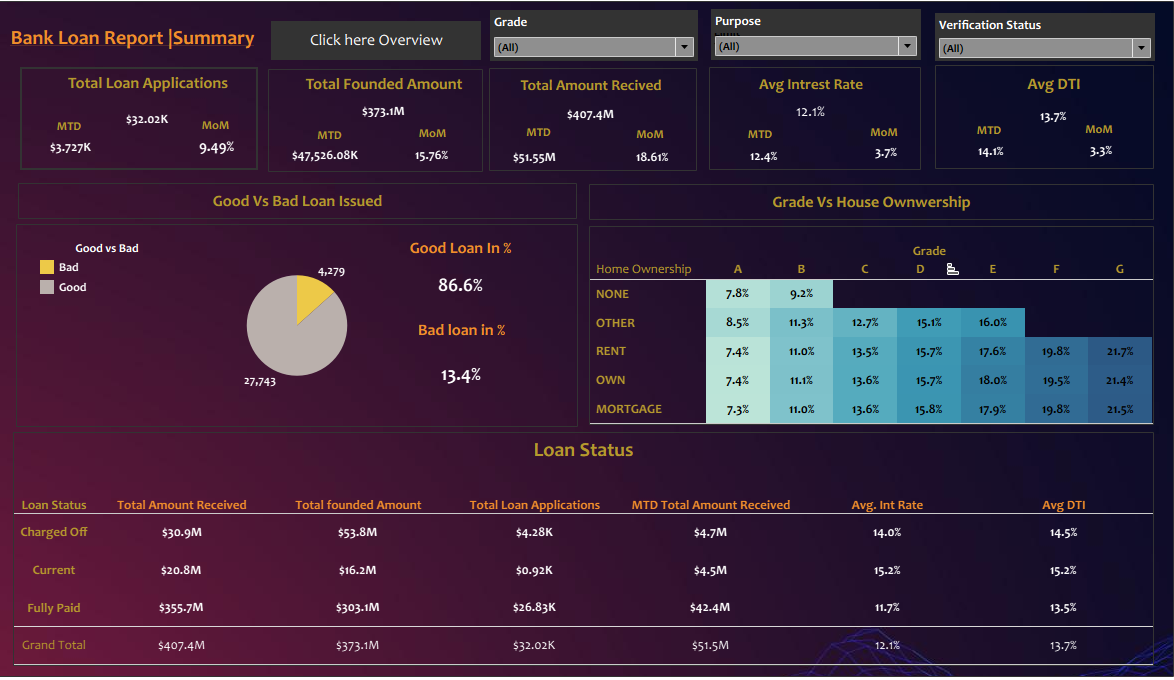 Bank Loan Report |Summary
Click here Overview
Grade
(All)
Purpose
(All)
Verification Status
(All)
Total Loan Applications
$32.02K
MTD
MoM
$3.727K
9.49%
Total Founded Amount
$373.1M
MTD
MoM
$47,526.08K
15.76%
Total Amount Recived
$407.4M
MTD
MoM
$51.55M
18.61%
Avg Intrest Rate
12.1%
MTD
MoM
12.4%
3.7%
Avg DTI
13.7%
MTD
MoM
14.1%
3.3%
Good Vs Bad Loan Issued
Good vs Bad
Bad
Good
4,279
27,743
Good Loan In %
86.6%
Bad loan in %
13.4%
Grade Vs House Ownwership
Grade
Home Ownership A B C D E F G
NONE 7.8% 9.2%
OTHER 8.5% 11.3% 12.7% 15.1% 16.0%
RENT 7.4% 11.0% 13.5% 15.7% 17.6% 19.8% 21.7%
OWN 7.4% 11.1% 13.6% 15.7% 18.0% 19.5% 21.4%
MORTGAGE 7.3% 11.0% 13.6% 15.8% 17.9% 19.8% 21.5%
Loan Status
Loan Status Total Amount Received Total founded Amount Total Loan Applications MTD Total Amount Received Avg. Int Rate Avg DTI
Charged Off $30.9M $53.8M $4.28K $4.7M 14.0% 14.5%
Current $20.8M $16.2M $0.92K $4.5M 15.2% 15.2%
Fully Paid $355.7M $303.1M $26.83K $42.4M 11.7% 13.5%
Grand Total $407.4M $373.1M $32.02K $51.5M 12.1% 13.7%